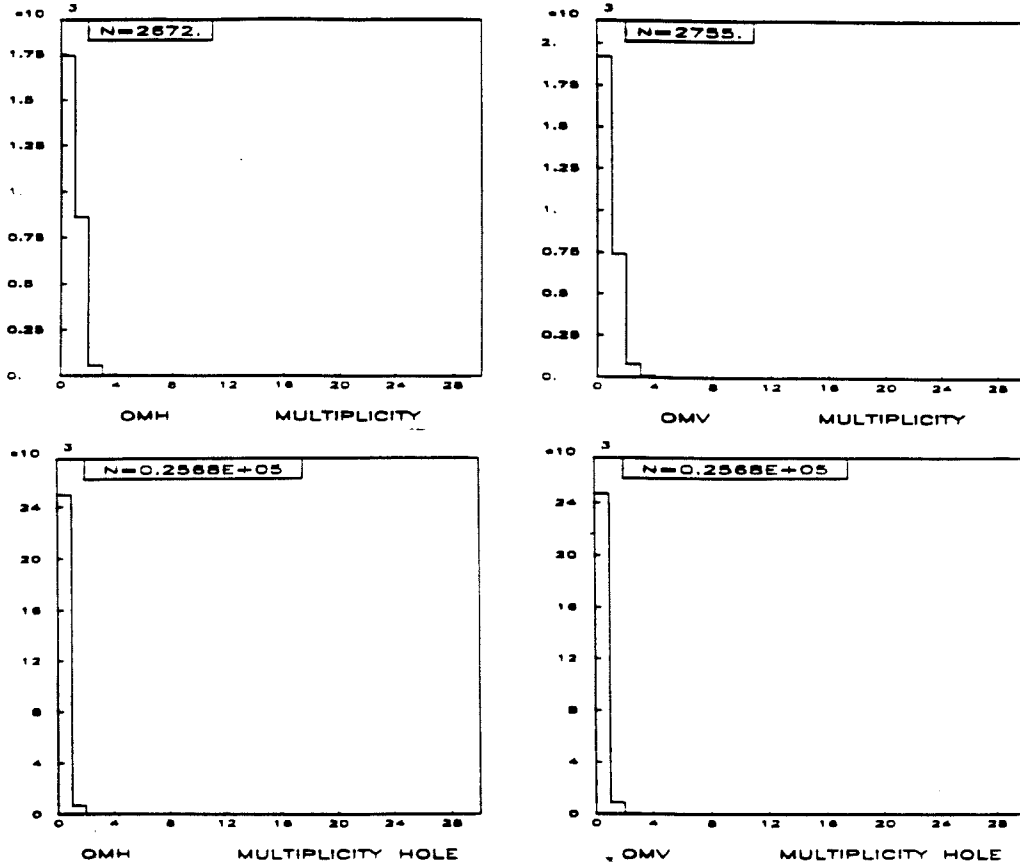 *10 3
N=2672.
1.75
1.5
1.25
1.
0.75
0.5
0.25
0.
0 4 8 12 16 20 24 28
OMH MULTIPLICITY
*10 3
N=2755.
2.
1.75
1.5
1.25
1.
0.75
0.5
0.25
0.
0 4 8 12 16 20 24 28
OMV MULTIPLICITY
*10 3
N=0.2568E+05
24
20
16
12
8
4
0
0 4 8 12 16 20 24 28
OMH MULTIPLICITY HOLE
*10 3
N=0.2568E+05
24
20
16
12
8
4
0
0 4 8 12 16 20 24 28
OMV MULTIPLICITY HOLE